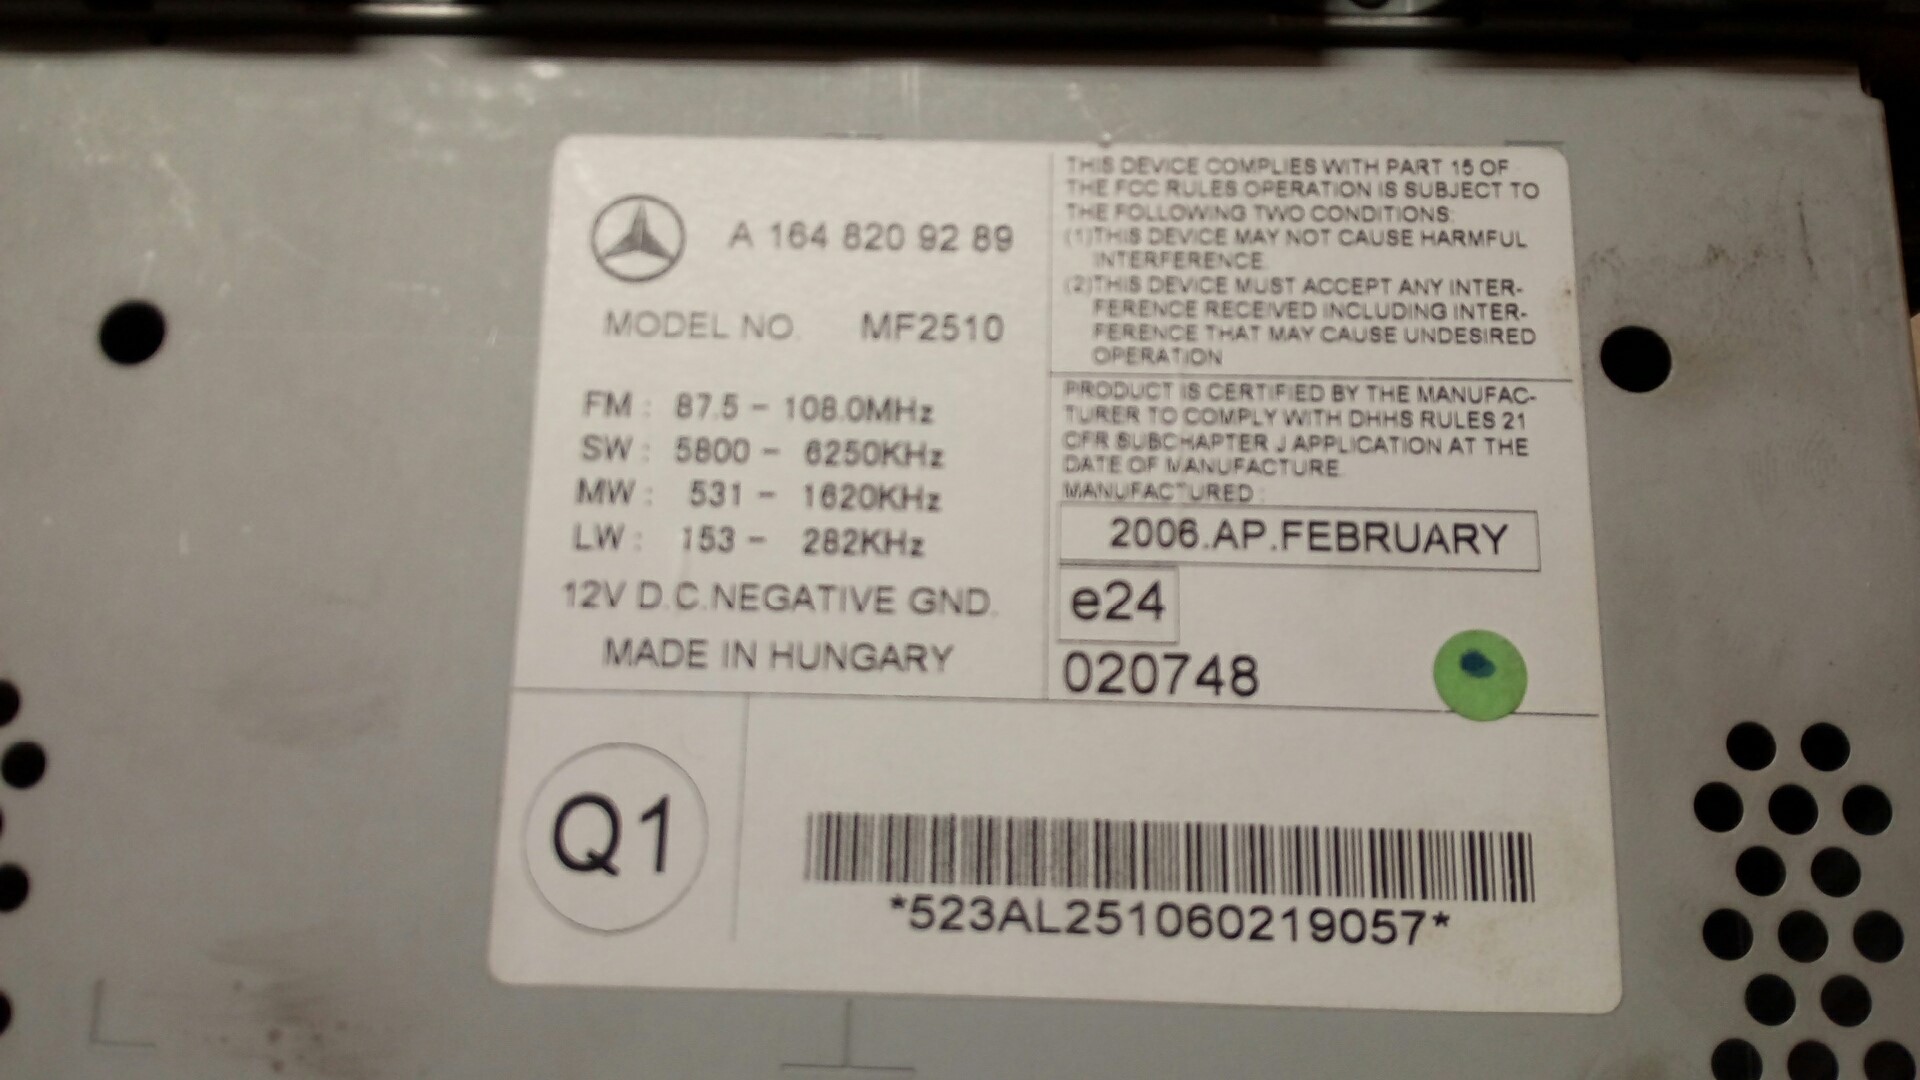 A 164 820 92 89
MODEL NO. MF2510
FM : 87.5 - 108.0MHz
SW : 5800 - 6250KHz
MW : 531 - 1620KHz
LW : 153 - 282KHz
12V D.C.NEGATIVE GND.
MADE IN HUNGARY
THIS DEVICE COMPLIES WITH PART 15 OF
THE FCC RULES OPERATION IS SUBJECT TO
THE FOLLOWING TWO CONDITIONS:
(1)THIS DEVICE MAY NOT CAUSE HARMFUL
INTERFERENCE.
(2)THIS DEVICE MUST ACCEPT ANY INTER-
FERENCE RECEIVED INCLUDING INTER-
FERENCE THAT MAY CAUSE UNDESIRED
OPERATION
PRODUCT IS CERTIFIED BY THE MANUFAC-
TURER TO COMPLY WITH DHHS RULES 21
CFR SUBCHAPTER J APPLICATION AT THE
DATE OF MANUFACTURE.
MANUFACTURED :
2006.AP.FEBRUARY
e24
020748
Q1
*523AL251060219057*